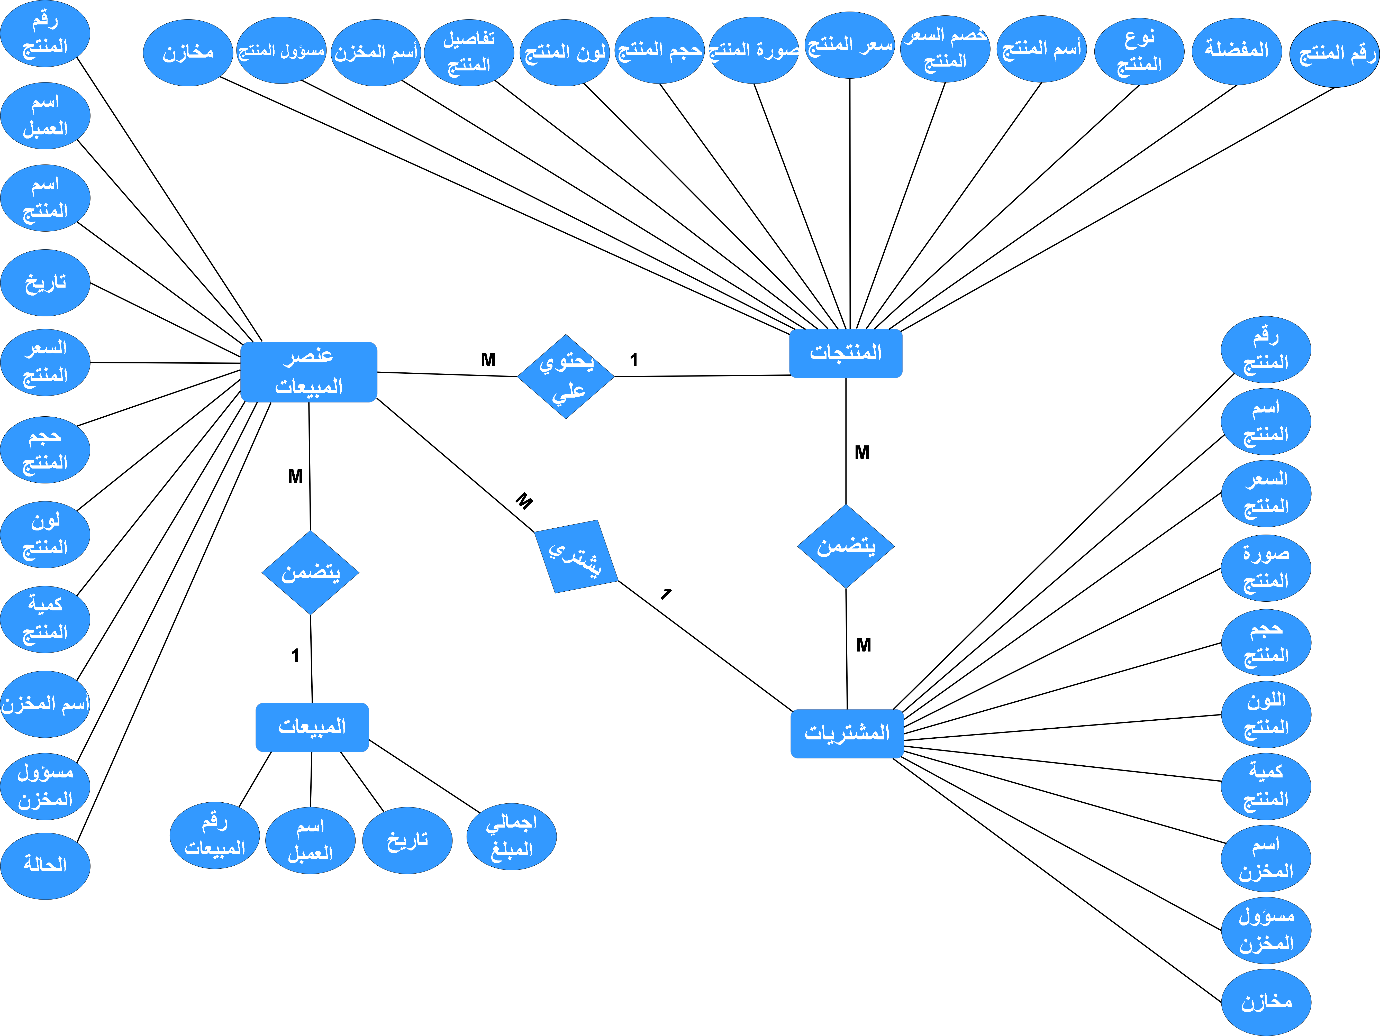 رقم
المنتج
اسم
العمبل
اسم
المنتج
تاريخ
السعر
المنتج
حجم
المنتج
لون
المنتج
كمية
المنتج
أسم المخزن
مسؤول
المخزن
الحالة
مخازن
مسؤول المنتج
أسم المخزن
تفاصيل
المنتج
لون المنتج
حجم المنتج
صورة المنتج
سعر المنتج
خصم السعر
المنتج
أسم المنتج
نوع
المنتج
المفضلة
رقم المنتج
عنصر
المبيعات
M
يحتوي
علي
1
المنتجات
M
يتضمن
M
M
يشتري
1
M
يتضمن
1
المبيعات
رقم
المبيعات
اسم
العمبل
تاريخ
اجمالي
المبلغ
المشتريات
رقم
المنتج
اسم
المنتج
السعر
المنتج
صورة
المنتج
حجم
المنتج
اللون
المنتج
كمية
المنتج
اسم
المخزن
مسؤول
المخزن
مخازن